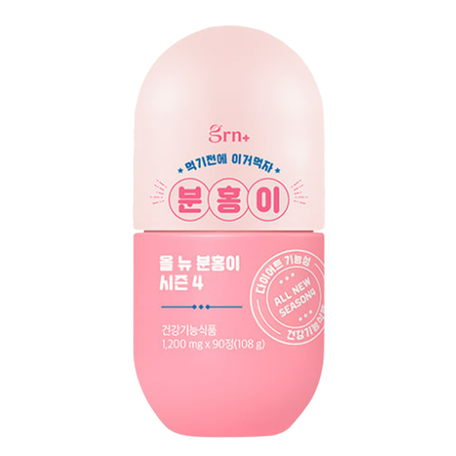 grn+
먹기전에 이거먹자
분홍이
올 뉴 분홍이
시즌 4
건강기능식품
1,200 mg x 90정(108 g)
다이어트 기능성
ALL NEW
SEASON4
건강기능식품